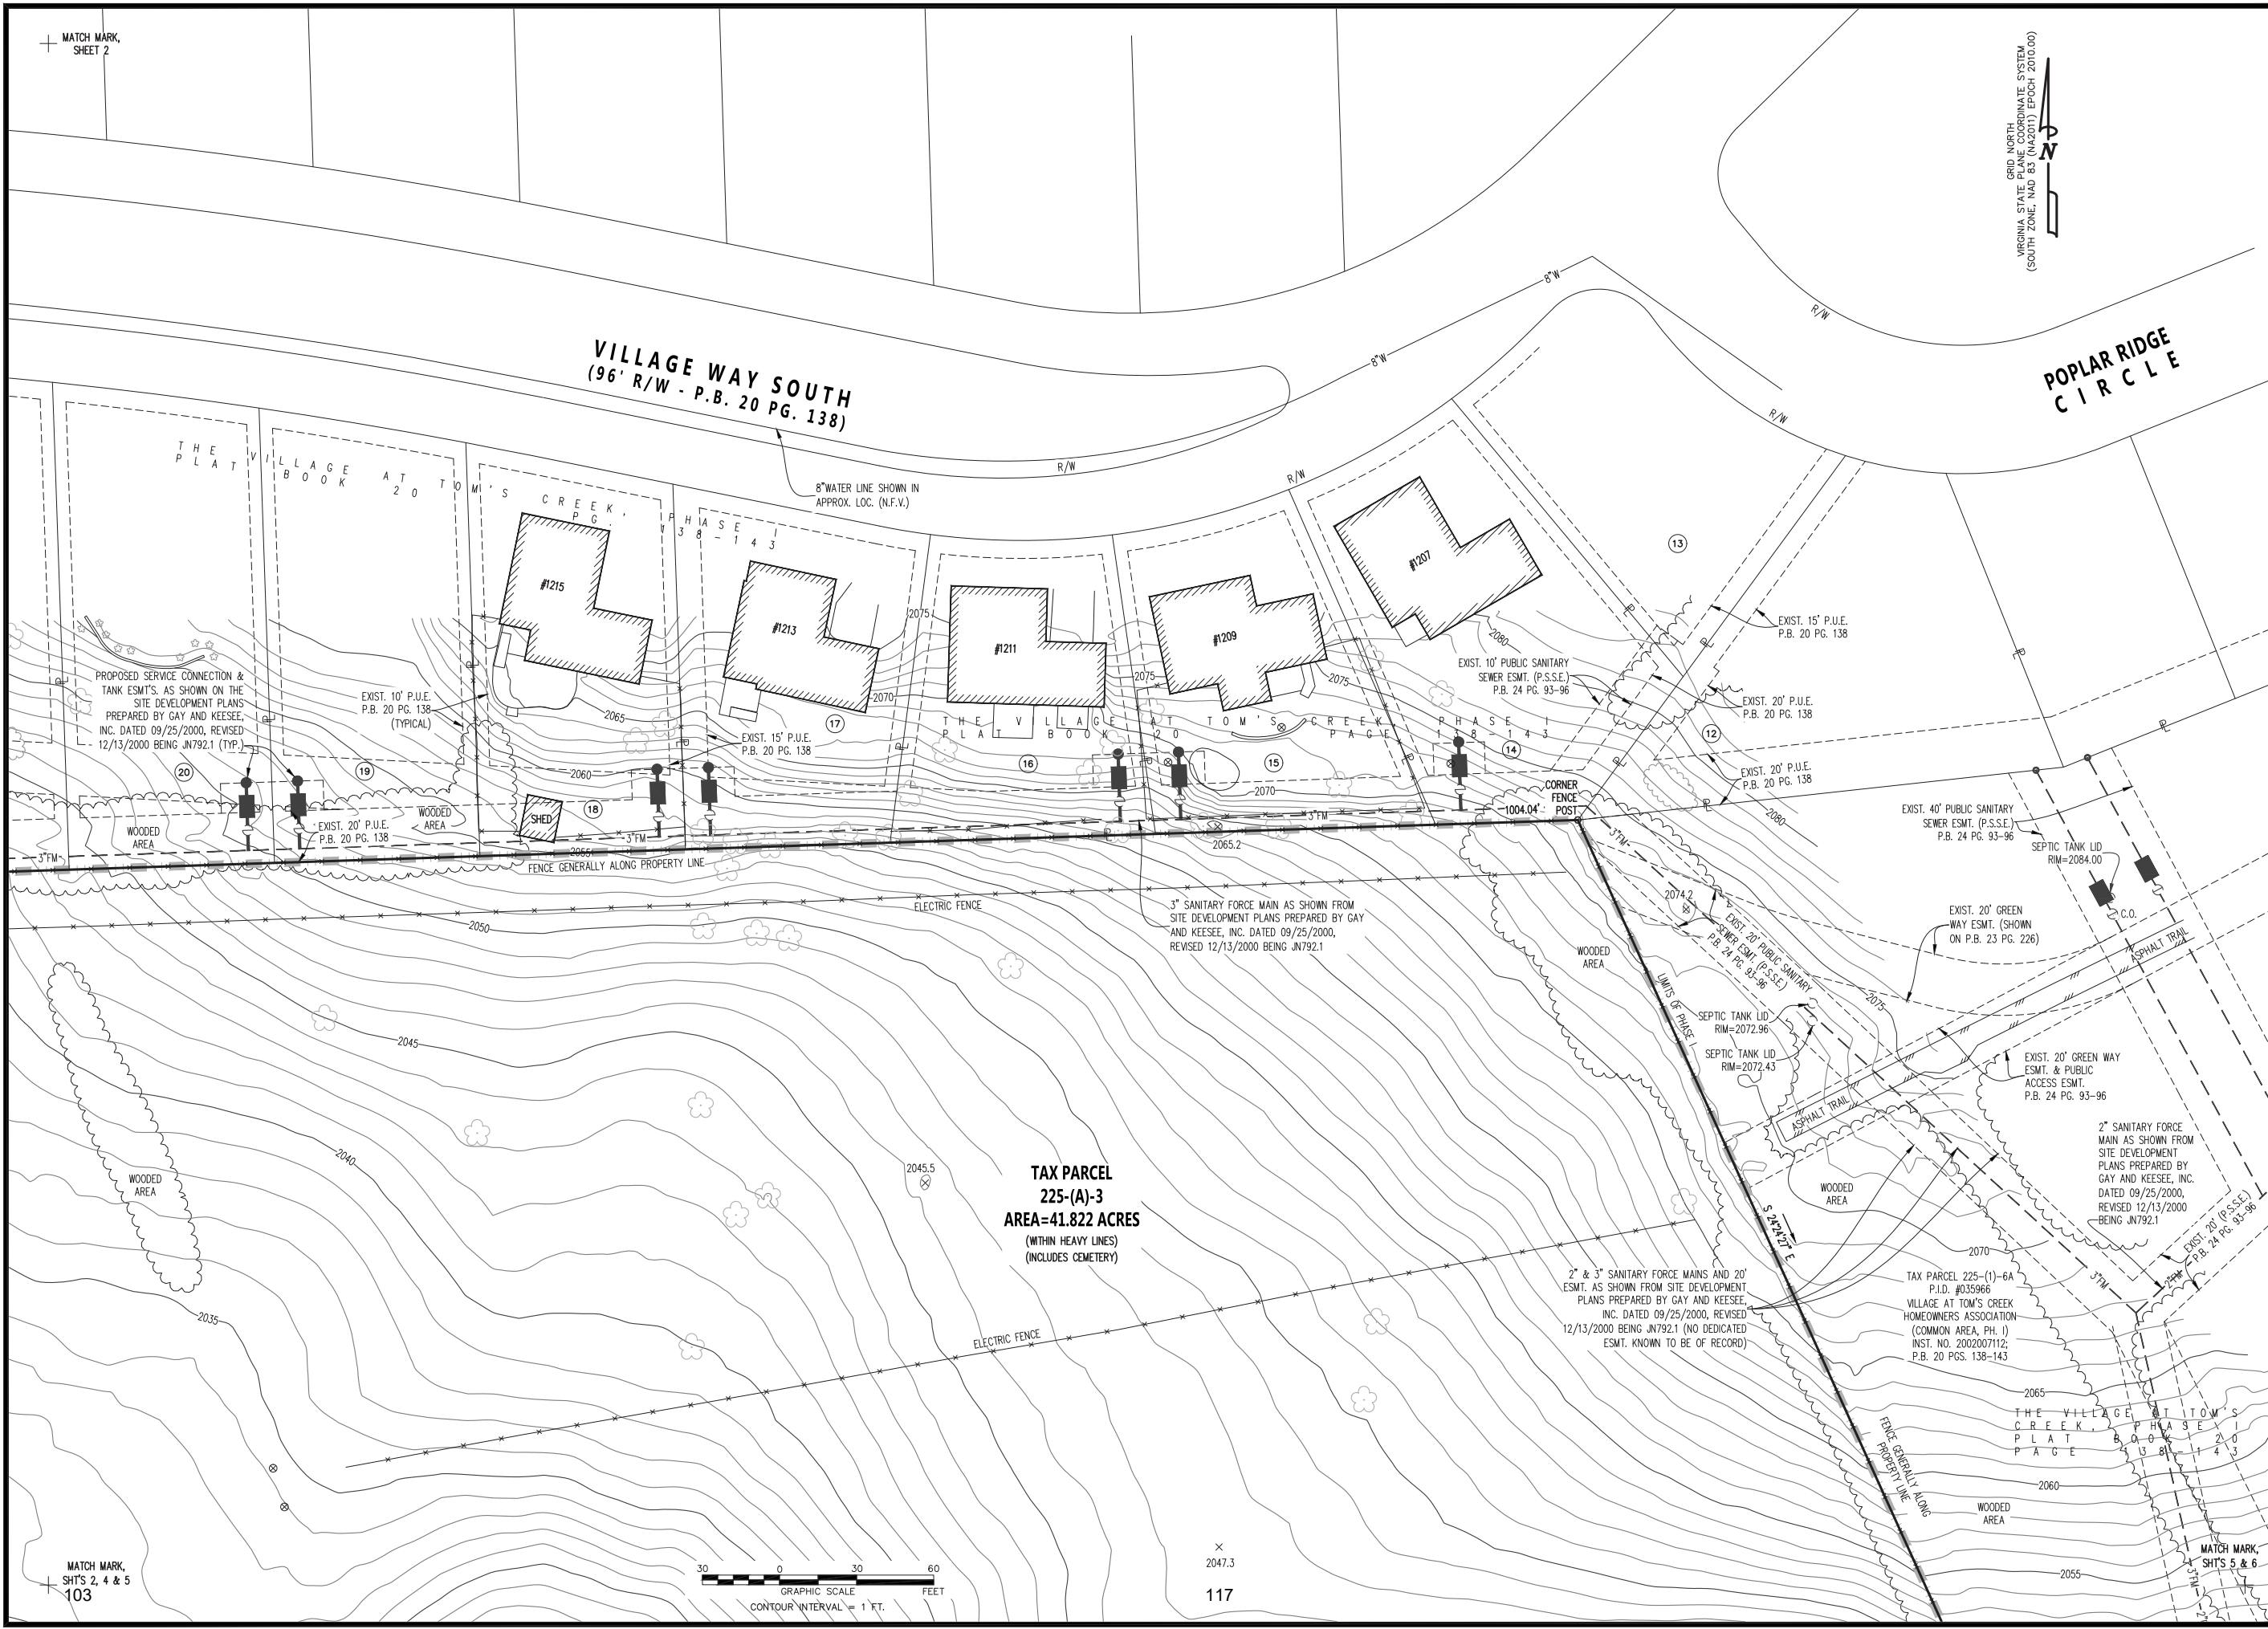 MATCH MARK,
SHEET 2
GRID NORTH
VIRGINIA STATE PLANE COORDINATE SYSTEM
(SOUTH ZONE, NAD 83 (NA2011) EPOCH 2010.00)
N
8"W
8"W
R/W
R/W
R/W
R/W
POPLAR RIDGE
CIRCLE
VILLAGE WAY SOUTH
(96' R/W - P.B. 20 PG. 138)
8"WATER LINE SHOWN IN
APPROX. LOC. (N.F.V.)
THE VILLAGE AT TOM'S CREEK, PHASE I
PLAT BOOK 20 PG. 138-143
#1215
#1213
#1211
#1209
#1207
13
2075
2075
2075
2080
2070
2065
2060
EXIST. 15' P.U.E.
P.B. 20 PG. 138
EXIST. 10' PUBLIC SANITARY
SEWER ESMT. (P.S.S.E.)
P.B. 24 PG. 93-96
EXIST. 20' P.U.E.
P.B. 20 PG. 138
EXIST. 20' P.U.E.
P.B. 20 PG. 138
PROPOSED SERVICE CONNECTION &
TANK ESMT'S. AS SHOWN ON THE
SITE DEVELOPMENT PLANS
PREPARED BY GAY AND KEESEE,
INC. DATED 09/25/2000, REVISED
12/13/2000 BEING JN792.1 (TYP.)
EXIST. 10' P.U.E.
P.B. 20 PG. 138
(TYPICAL)
EXIST. 15' P.U.E.
P.B. 20 PG. 138
THE VILLAGE AT TOM'S CREEK, PHASE I
PLAT BOOK 20 PAGE 138-143
20
19
18
17
16
15
14
12
WOODED
AREA
WOODED
AREA
EXIST. 20' P.U.E.
P.B. 20 PG. 138
SHED
3"FM
3"FM
3"FM
2055
2070
2065.2
1004.04'
CORNER
FENCE
POST
2080
FENCE GENERALLY ALONG PROPERTY LINE
ELECTRIC FENCE
2050
3" SANITARY FORCE MAIN AS SHOWN FROM
SITE DEVELOPMENT PLANS PREPARED BY GAY
AND KEESEE, INC. DATED 09/25/2000,
REVISED 12/13/2000 BEING JN792.1
3"FM
2074.2
EXIST. 20' PUBLIC SANITARY
SEWER ESMT. (P.S.S.E.)
P.B. 24 PG. 93-96
EXIST. 40' PUBLIC SANITARY
SEWER ESMT. (P.S.S.E.)
P.B. 24 PG. 93-96
SEPTIC TANK LID
RIM=2084.00
C.O.
EXIST. 20' GREEN
WAY ESMT. (SHOWN
ON P.B. 23 PG. 226)
ASPHALT TRAIL
WOODED
AREA
LIMITS OF PHASE I
2075
SEPTIC TANK LID
RIM=2072.96
SEPTIC TANK LID
RIM=2072.43
ASPHALT TRAIL
EXIST. 20' GREEN WAY
ESMT. & PUBLIC
ACCESS ESMT.
P.B. 24 PG. 93-96
2" SANITARY FORCE
MAIN AS SHOWN FROM
SITE DEVELOPMENT
PLANS PREPARED BY
GAY AND KEESEE, INC.
DATED 09/25/2000,
REVISED 12/13/2000
BEING JN792.1
EXIST. 20' (P.S.S.E.)
P.B. 24 PG. 93-96
2045
2040
2035
WOODED
AREA
2045.5
TAX PARCEL
225-(A)-3
AREA=41.822 ACRES
(WITHIN HEAVY LINES)
(INCLUDES CEMETERY)
ELECTRIC FENCE
WOODED
AREA
S 24°24'27" E
2070
3"FM
2"FM
2" & 3" SANITARY FORCE MAINS AND 20'
ESMT. AS SHOWN FROM SITE DEVELOPMENT
PLANS PREPARED BY GAY AND KEESEE,
INC. DATED 09/25/2000, REVISED
12/13/2000 BEING JN792.1 (NO DEDICATED
ESMT. KNOWN TO BE OF RECORD)
TAX PARCEL 225-(1)-6A
P.I.D. #035966
VILLAGE AT TOM'S CREEK
HOMEOWNERS ASSOCIATION
(COMMON AREA, PH. I)
INST. NO. 2002007112;
P.B. 20 PGS. 138-143
2065
THE VILLAGE AT TOM'S
CREEK, PHASE I
PLAT BOOK 20
PAGE 138-143
FENCE GENERALLY ALONG
PROPERTY LINE
2060
WOODED
AREA
2055
3"FM
2"
MATCH MARK,
SHT'S 5 & 6
MATCH MARK,
SHT'S 2, 4 & 5
103
30 0 30 60
GRAPHIC SCALE FEET
CONTOUR INTERVAL = 1 FT.
2047.3
117